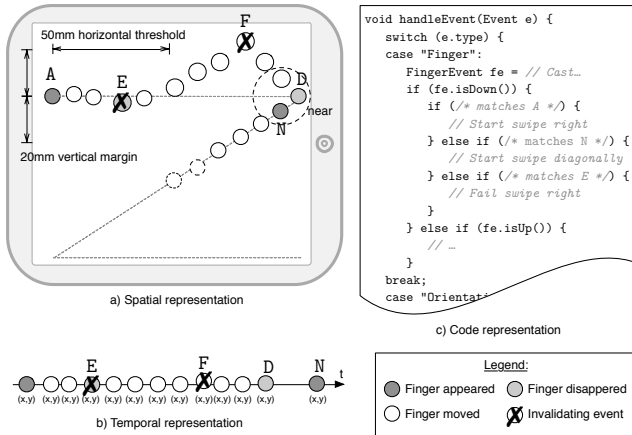 50mm horizontal threshold
F
A
E
D
near
N
20mm vertical margin
a) Spatial representation
E
F
D
N
t
(x,y) (x,y) (x,y) (x,y) (x,y) (x,y) (x,y) (x,y) (x,y) (x,y) (x,y) (x,y) (x,y)
b) Temporal representation
void handleEvent(Event e) {
switch (e.type) {
case "Finger":
FingerEvent fe = // Cast…
if (fe.isDown()) {
if (/* matches A */) {
// Start swipe right
} else if (/* matches N */) {
// Start swipe diagonally
} else if (/* matches E */) {
// Fail swipe right
}
} else if (fe.isUp()) {
// …
}
break;
case "Orientati
c) Code representation
Legend:
Finger appeared
Finger disappered
Finger moved
X Invalidating event